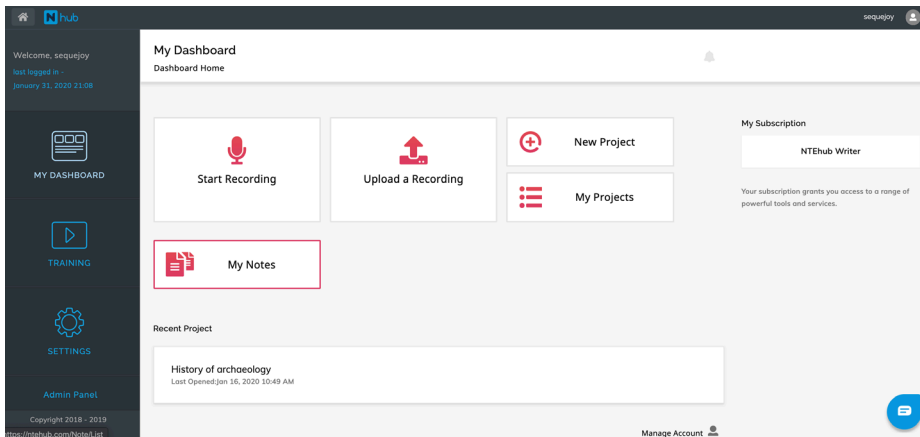 N hub
sequejoy
Welcome, sequejoy
last logged in -
January 31, 2020 21:08
MY DASHBOARD
TRAINING
SETTINGS
Admin Panel
Copyright 2018 - 2019
https://ntehub.com/Note/List
My Dashboard
Dashboard Home
Start Recording
Upload a Recording
New Project
My Projects
My Notes
Recent Project
History of archaeology
Last Opened:Jan 16, 2020 10:49 AM
Manage Account
My Subscription
NTEhub Writer
Your subscription grants you access to a range of
powerful tools and services.